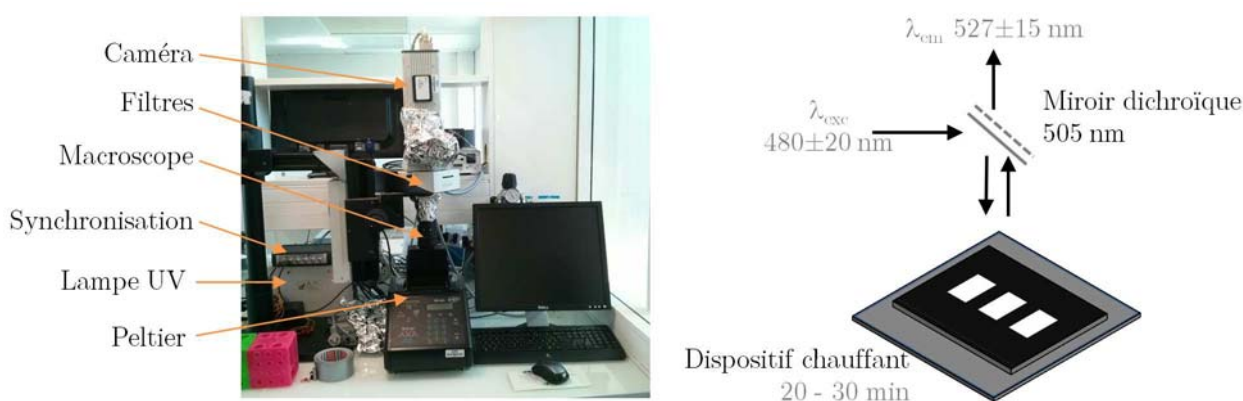 Caméra
Filtres
Macroscope
Synchronisation
Lampe UV
Peltier
λem 527±15 nm
λexc
480±20 nm
Miroir dichroïque
505 nm
Dispositif chauffant
20 - 30 min